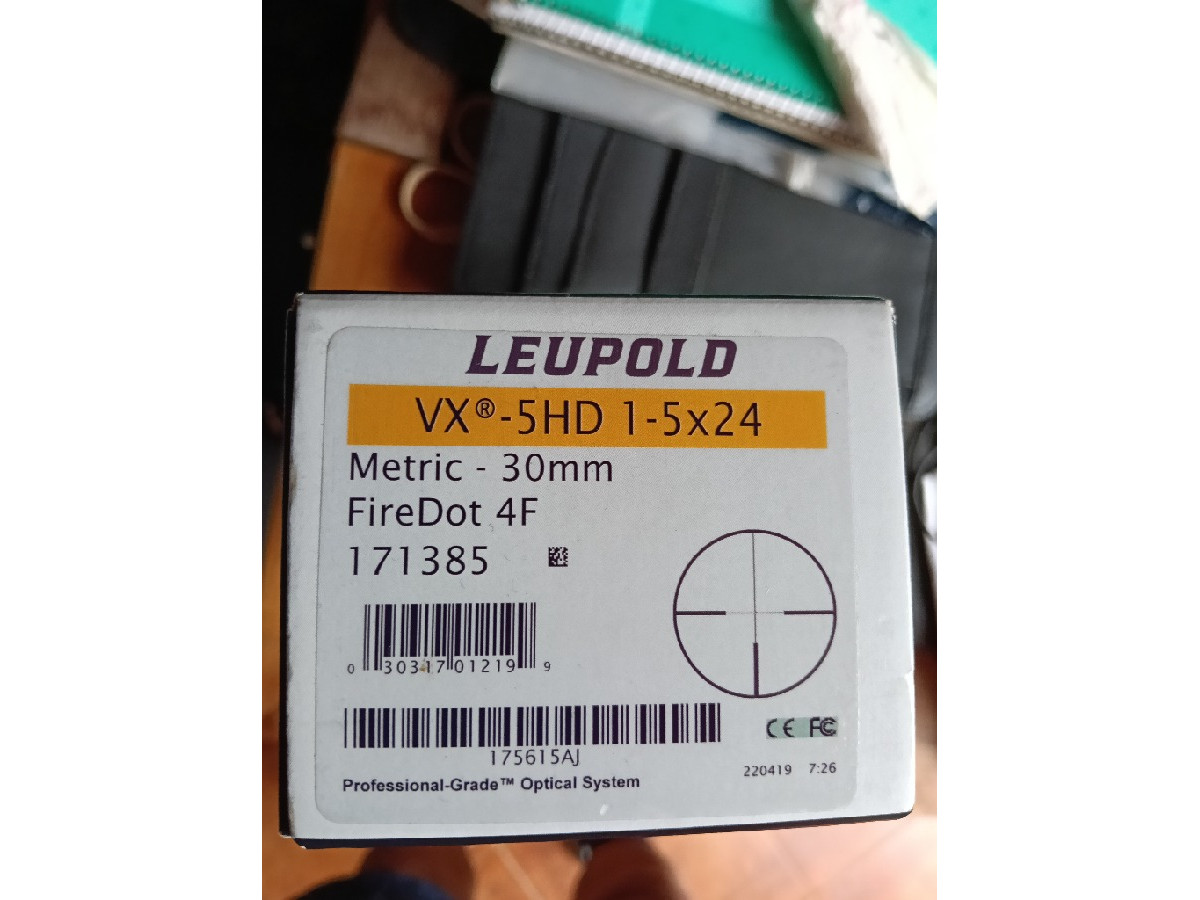 LEUPOLD
VX®-5HD 1-5x24
Metric - 30mm
FireDot 4F
171385
0 30317 01219 9
175615AJ
CE FC
Professional-Grade™ Optical System
220419 7:26